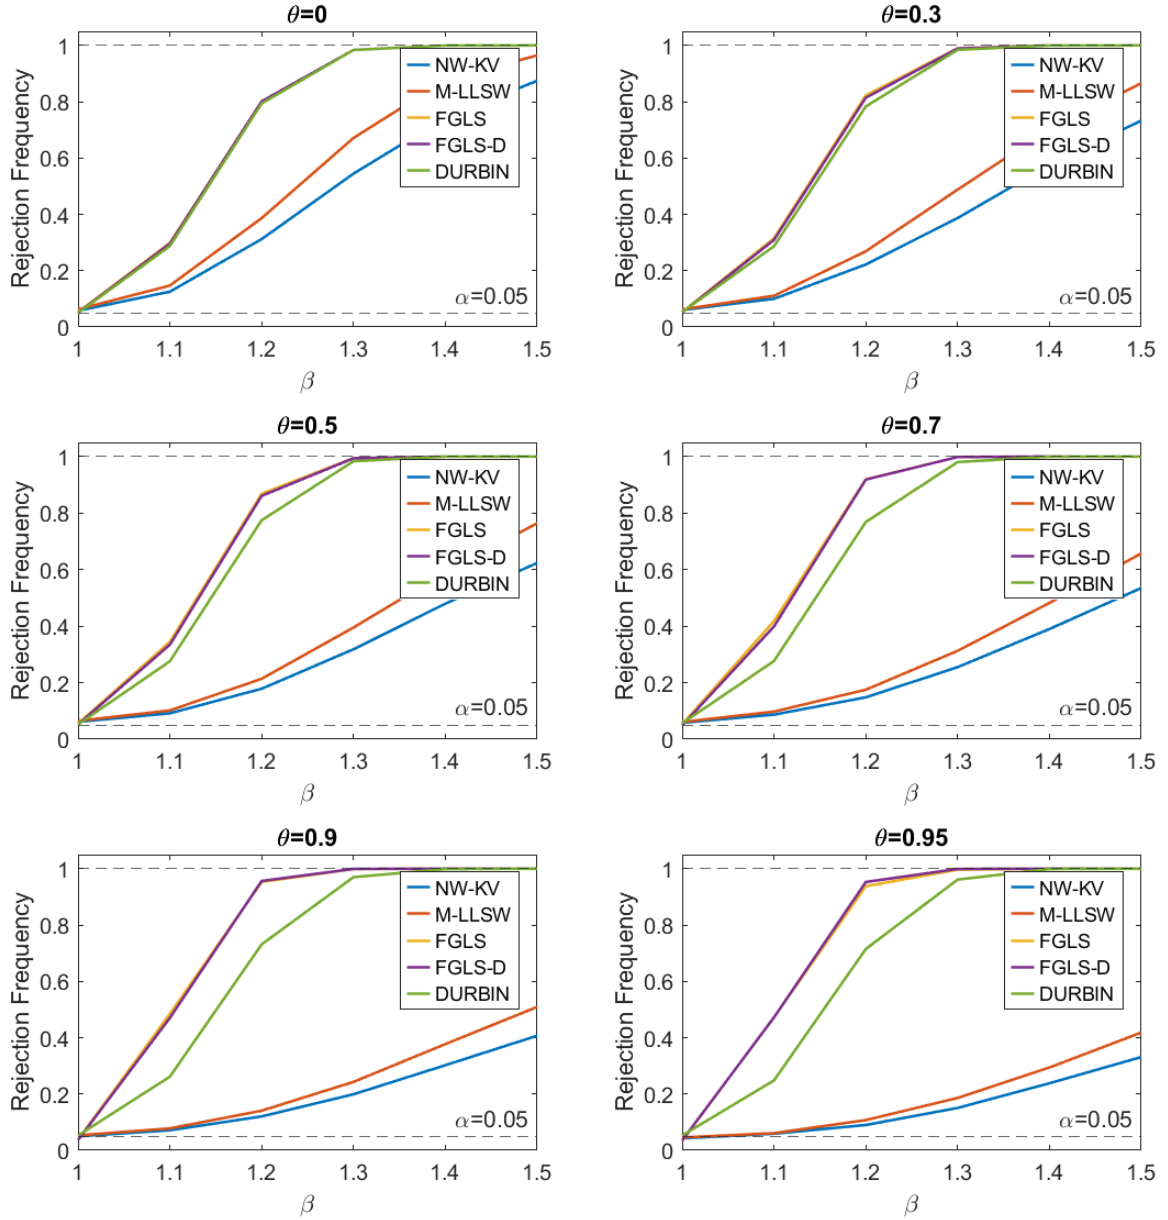 θ=0
Rejection Frequency
1
0.8
0.6
0.4
0.2
0
NW-KV
M-LLSW
FGLS
FGLS-D
DURBIN
α=0.05
1 1.1 1.2 1.3 1.4 1.5
β
θ=0.3
Rejection Frequency
1
0.8
0.6
0.4
0.2
0
NW-KV
M-LLSW
FGLS
FGLS-D
DURBIN
α=0.05
1 1.1 1.2 1.3 1.4 1.5
β
θ=0.5
Rejection Frequency
1
0.8
0.6
0.4
0.2
0
NW-KV
M-LLSW
FGLS
FGLS-D
DURBIN
α=0.05
1 1.1 1.2 1.3 1.4 1.5
β
θ=0.7
Rejection Frequency
1
0.8
0.6
0.4
0.2
0
NW-KV
M-LLSW
FGLS
FGLS-D
DURBIN
α=0.05
1 1.1 1.2 1.3 1.4 1.5
β
θ=0.9
Rejection Frequency
1
0.8
0.6
0.4
0.2
0
NW-KV
M-LLSW
FGLS
FGLS-D
DURBIN
α=0.05
1 1.1 1.2 1.3 1.4 1.5
β
θ=0.95
Rejection Frequency
1
0.8
0.6
0.4
0.2
0
NW-KV
M-LLSW
FGLS
FGLS-D
DURBIN
α=0.05
1 1.1 1.2 1.3 1.4 1.5
β